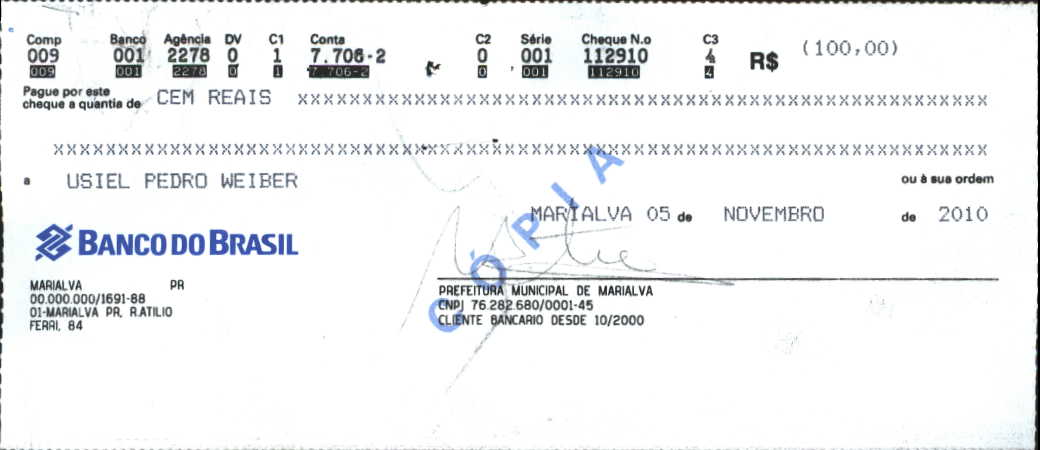 Comp Banco Agência DV C1 Conta C2 Série Cheque N.o C3
009 001 2278 0 1 7.706-2 0 001 112910 4 R$ (100,00)
009 001 2278 0 1 7.706-2 0 001 112910 4
Pague por este
cheque a quantia de CEM REAIS XXXXXXXXXXXXXXXXXXXXXXXXXXXXXXXXXXXXXXXXXXXXXXXXXXXXX
XXXXXXXXXXXXXXXXXXXXXXXXXXXXXXXXXXXXXXXXXXXXXXXXXXXXXXXXXXXXXXXXXXXXXXXX
a USIEL PEDRO WEIBER ou à sua ordem
MARIALVA 05 de NOVEMBRO de 2010
BANCO DO BRASIL
MARIALVA PR
00.000.000/1691-88
01-MARIALVA PR, R.ATILIO
FERRI, 84
PREFEITURA MUNICIPAL DE MARIALVA
CNPJ 76.282.680/0001-45
CLIENTE BANCARIO DESDE 10/2000
CÓPIA